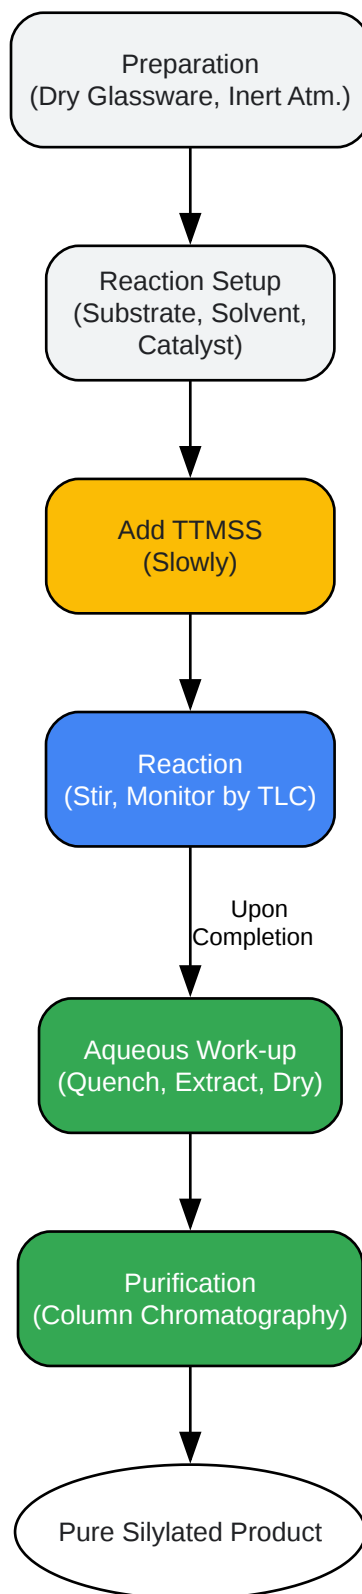 Preparation
(Dry Glassware, Inert Atm.)
Reaction Setup
(Substrate, Solvent,
Catalyst)
Add TTMSS
(Slowly)
Reaction
(Stir, Monitor by TLC)
Upon
Completion
Aqueous Work-up
(Quench, Extract, Dry)
Purification
(Column Chromatography)
Pure Silylated Product